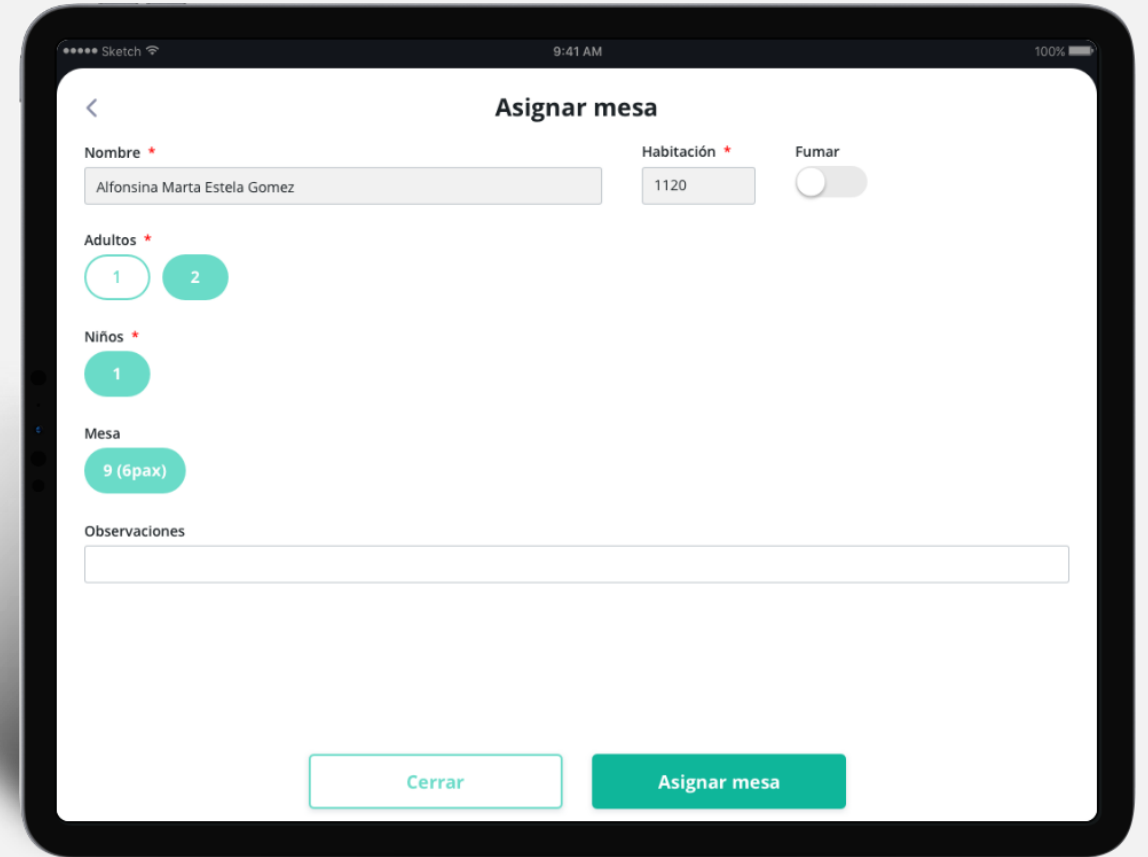 Sketch 9:41 AM 100%
Asignar mesa
Nombre * Habitación * Fumar
Alfonsina Marta Estela Gomez 1120
Adultos *
1 2
Niños *
1
Mesa
9 (6pax)
Observaciones
Cerrar Asignar mesa